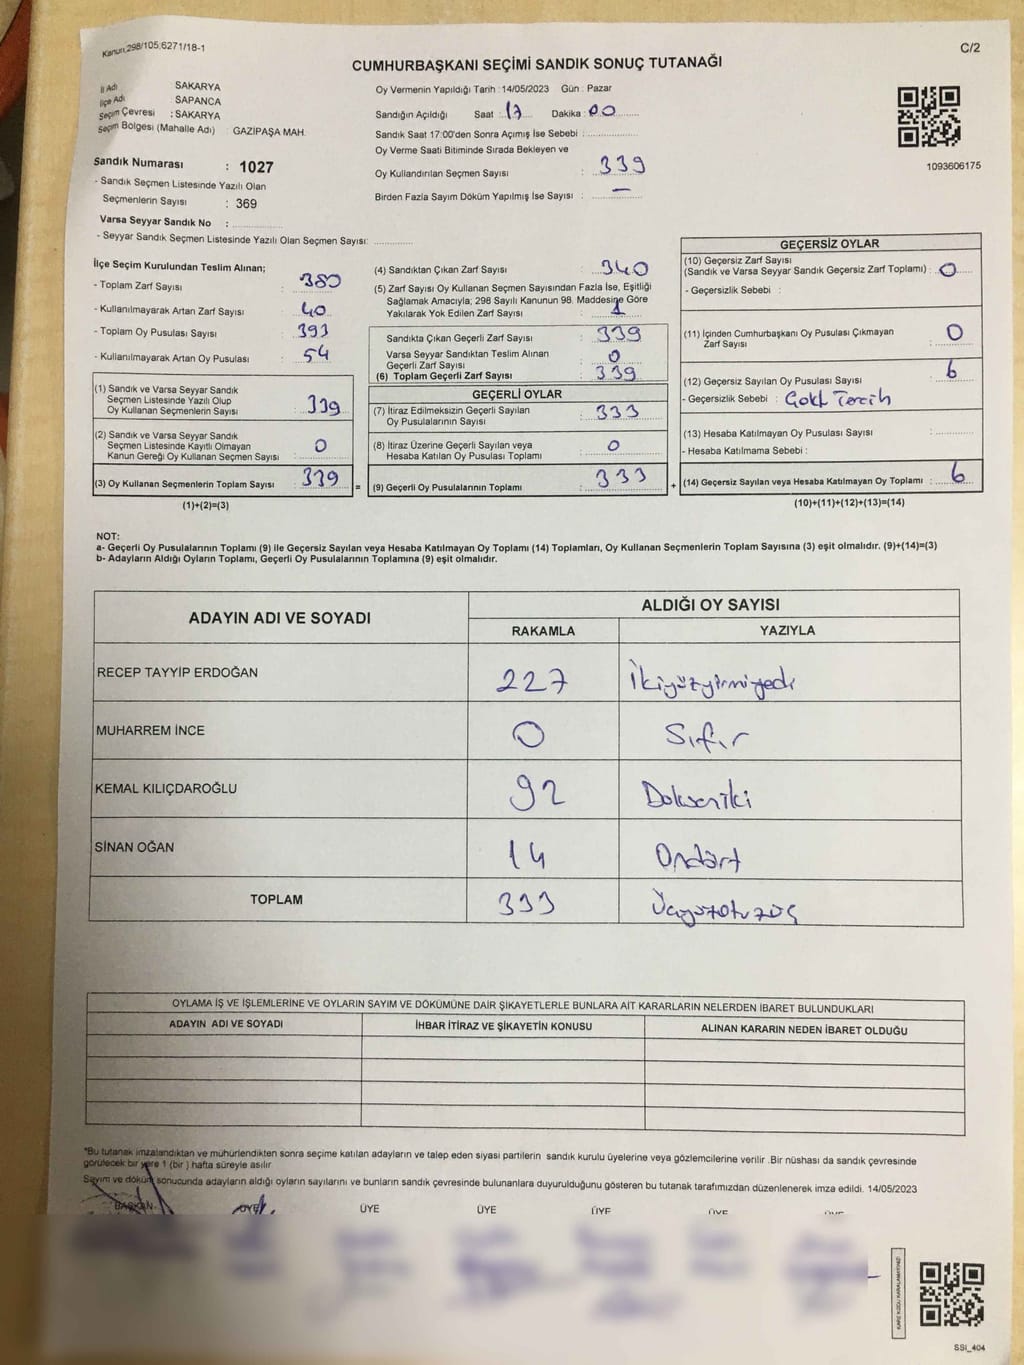 Kanun,298/105,6271/18-1
C/2
CUMHURBAŞKANI SEÇİMİ SANDIK SONUÇ TUTANAĞI
İl Adı SAKARYA
İlçe Adı : SAPANCA
Seçim Çevresi : SAKARYA
Seçim Bölgesi (Mahalle Adı) : GAZİPAŞA MAH.
Sandık Numarası : 1027
- Sandık Seçmen Listesinde Yazılı Olan
Seçmenlerin Sayısı : 369
Varsa Seyyar Sandık No :
- Seyyar Sandık Seçmen Listesinde Yazılı Olan Seçmen Sayısı:
Oy Vermenin Yapıldığı Tarih : 14/05/2023 Gün : Pazar
Sandığın Açıldığı Saat : 17 Dakika : 00
Sandık Saat 17:00'den Sonra Açımış İse Sebebi :
Oy Verme Saati Bitiminde Sırada Bekleyen ve
Oy Kullandırılan Seçmen Sayısı : 339
Birden Fazla Sayım Döküm Yapılmış İse Sayısı : —
1093606175
İlçe Seçim Kurulundan Teslim Alınan;
- Toplam Zarf Sayısı : 380
- Kullanılmayarak Artan Zarf Sayısı : 40
- Toplam Oy Pusulası Sayısı : 393
- Kullanılmayarak Artan Oy Pusulası : 54
(1) Sandık ve Varsa Seyyar Sandık
Seçmen Listesinde Yazılı Olup
Oy Kullanan Seçmenlerin Sayısı : 339
(2) Sandık ve Varsa Seyyar Sandık
Seçmen Listesinde Kayıtlı Olmayan
Kanun Gereği Oy Kullanan Seçmen Sayısı : 0
(3) Oy Kullanan Seçmenlerin Toplam Sayısı : 339 =
(1)+(2)=(3)
(4) Sandıktan Çıkan Zarf Sayısı : 340
(5) Zarf Sayısı Oy Kullanan Seçmen Sayısından Fazla İse, Eşitliği
Sağlamak Amacıyla; 298 Sayılı Kanunun 98. Maddesine Göre
Yakılarak Yok Edilen Zarf Sayısı : 1
Sandıkta Çıkan Geçerli Zarf Sayısı : 339
Varsa Seyyar Sandıktan Teslim Alınan
Geçerli Zarf Sayısı : 0
(6) Toplam Geçerli Zarf Sayısı : 339
GEÇERLİ OYLAR
(7) İtiraz Edilmeksizin Geçerli Sayılan
Oy Pusulalarının Sayısı : 333
(8) İtiraz Üzerine Geçerli Sayılan veya
Hesaba Katılan Oy Pusulası Toplamı : 0
(9) Geçerli Oy Pusulalarının Toplamı : 333 +
GEÇERSİZ OYLAR
(10) Geçersiz Zarf Sayısı
(Sandık ve Varsa Seyyar Sandık Geçersiz Zarf Toplamı) : 0
- Geçersizlik Sebebi :
(11) İçinden Cumhurbaşkanı Oy Pusulası Çıkmayan
Zarf Sayısı : 0
(12) Geçersiz Sayılan Oy Pusulası Sayısı : 6
- Geçersizlik Sebebi : Çoklu Tercih
(13) Hesaba Katılmayan Oy Pusulası Sayısı :
- Hesaba Katılmama Sebebi :
(14) Geçersiz Sayılan veya Hesaba Katılmayan Oy Toplamı : 6
(10)+(11)+(12)+(13)=(14)
NOT:
a- Geçerli Oy Pusulalarının Toplamı (9) ile Geçersiz Sayılan veya Hesaba Katılmayan Oy Toplamı (14) Toplamları, Oy Kullanan Seçmenlerin Toplam Sayısına (3) eşit olmalıdır. (9)+(14)=(3)
b- Adayların Aldığı Oyların Toplamı, Geçerli Oy Pusulalarının Toplamına (9) eşit olmalıdır.
ADAYIN ADI VE SOYADI
ALDIĞI OY SAYISI
RAKAMLA YAZIYLA
RECEP TAYYİP ERDOĞAN 227 İkiyüzyirmiyedi
MUHARREM İNCE 0 Sıfır
KEMAL KILIÇDAROĞLU 92 Doksaniki
SİNAN OĞAN 14 Ondört
TOPLAM 333 Üçyüzotuzüç
OYLAMA İŞ VE İŞLEMLERİNE VE OYLARIN SAYIM VE DÖKÜMÜNE DAİR ŞİKAYETLERLE BUNLARA AİT KARARLARIN NELERDEN İBARET BULUNDUKLARI
ADAYIN ADI VE SOYADI İHBAR İTİRAZ VE ŞİKAYETİN KONUSU ALINAN KARARIN NEDEN İBARET OLDUĞU
*Bu tutanak imzalandıktan ve mühürlendikten sonra seçime katılan adayların ve talep eden siyasi partilerin sandık kurulu üyelerine veya gözlemcilerine verilir .Bir nüshası da sandık çevresinde
görülecek bir yere 1 (bir ) hafta süreyle asılır
Sayım ve döküm sonucunda adayların aldığı oyların sayılarını ve bunların sandık çevresinde bulunanlara duyurulduğunu gösteren bu tutanak tarafımızdan düzenlenerek imza edildi. 14/05/2023
BAŞKAN ÜYE ÜYE ÜYE ÜYE ÜYE
SSI_404